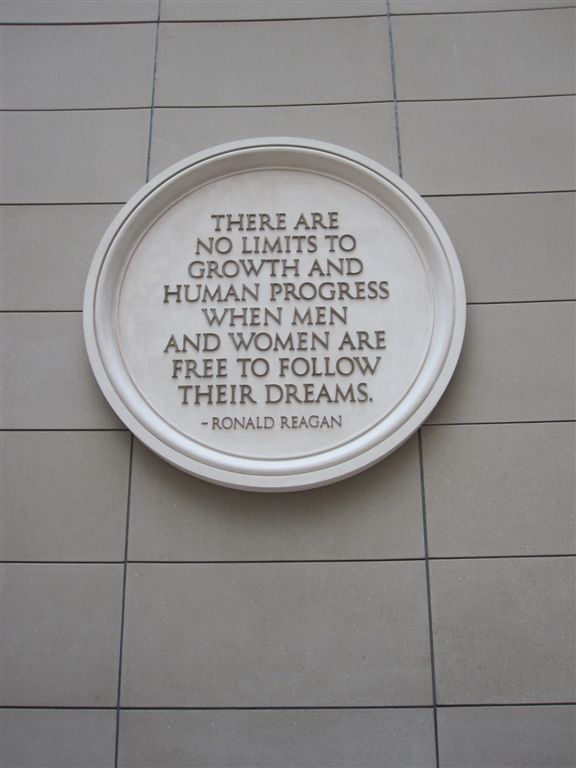 THERE ARE
NO LIMITS TO
GROWTH AND
HUMAN PROGRESS
WHEN MEN
AND WOMEN ARE
FREE TO FOLLOW
THEIR DREAMS.
- RONALD REAGAN